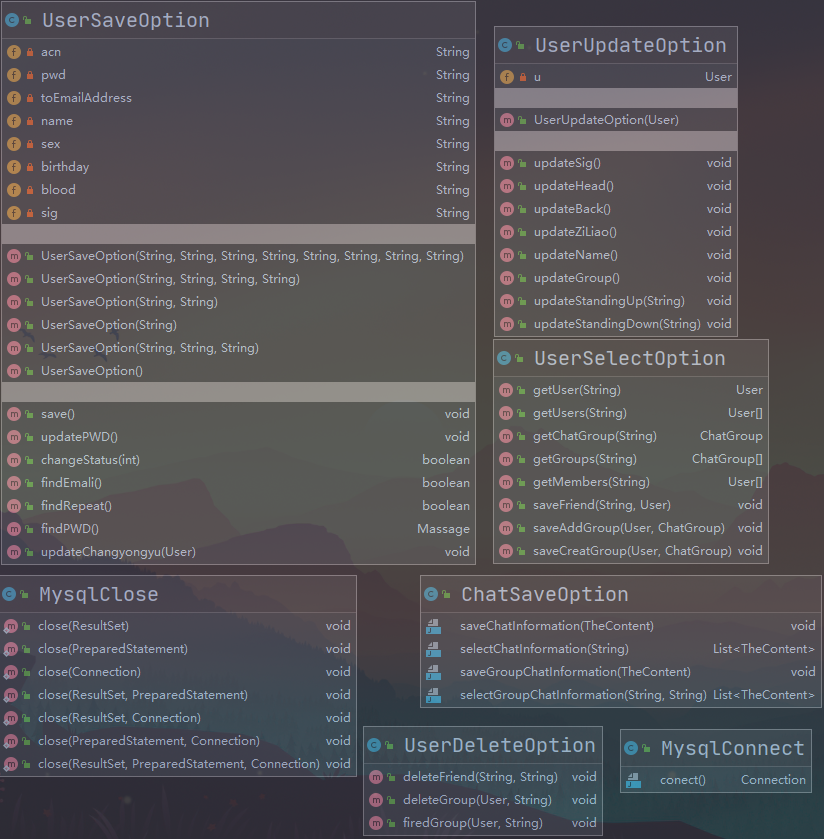 UserSaveOption
acn String
pwd String
toEmailAddress String
name String
sex String
birthday String
blood String
sig String
UserSaveOption(String, String, String, String, String, String, String, String)
UserSaveOption(String, String, String, String)
UserSaveOption(String, String)
UserSaveOption(String)
UserSaveOption(String, String, String)
UserSaveOption()
save() void
updatePWD() void
changeStatus(int) boolean
findEmali() boolean
findRepeat() boolean
findPWD() Massage
updateChangyongyu(User) void
UserUpdateOption
u User
UserUpdateOption(User)
updateSig() void
updateHead() void
updateBack() void
updateZiLiao() void
updateName() void
updateGroup() void
updateStandingUp(String) void
updateStandingDown(String) void
UserSelectOption
getUser(String) User
getUsers(String) User[]
getChatGroup(String) ChatGroup
getGroups(String) ChatGroup[]
getMembers(String) User[]
saveFriend(String, User) void
saveAddGroup(User, ChatGroup) void
saveCreatGroup(User, ChatGroup) void
MysqlClose
close(ResultSet) void
close(PreparedStatement) void
close(Connection) void
close(ResultSet, PreparedStatement) void
close(ResultSet, Connection) void
close(PreparedStatement, Connection) void
close(ResultSet, PreparedStatement, Connection) void
ChatSaveOption
saveChatInformation(TheContent) void
selectChatInformation(String) List<TheContent>
saveGroupChatInformation(TheContent) void
selectGroupChatInformation(String, String) List<TheContent>
UserDeleteOption
deleteFriend(String, String) void
deleteGroup(User, String) void
firedGroup(User, String) void
MysqlConnect
conect() Connection